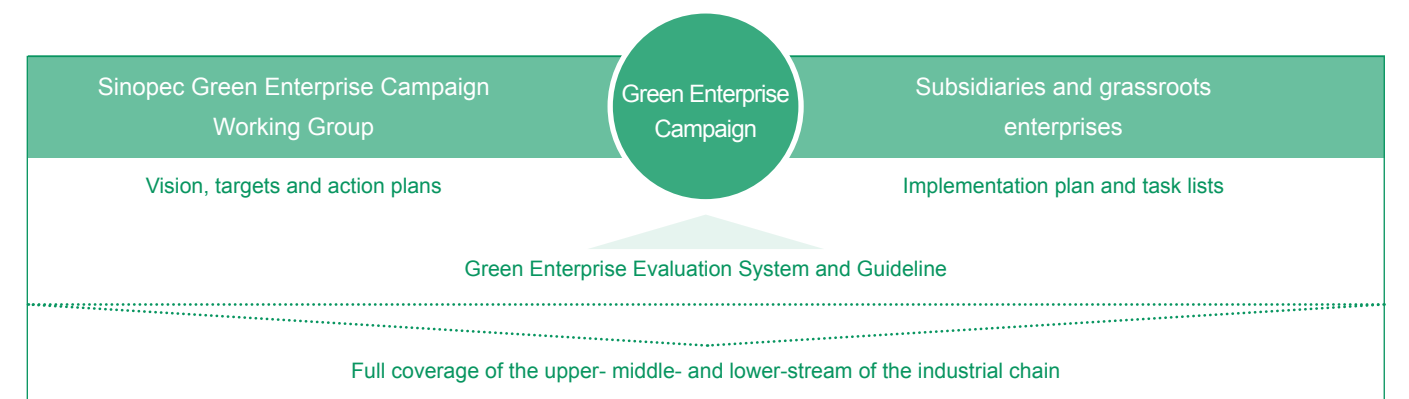 Sinopec Green Enterprise Campaign
Working Group
Green Enterprise
Campaign
Subsidiaries and grassroots
enterprises
Vision, targets and action plans
Implementation plan and task lists
Green Enterprise Evaluation System and Guideline
Full coverage of the upper- middle- and lower-stream of the industrial chain